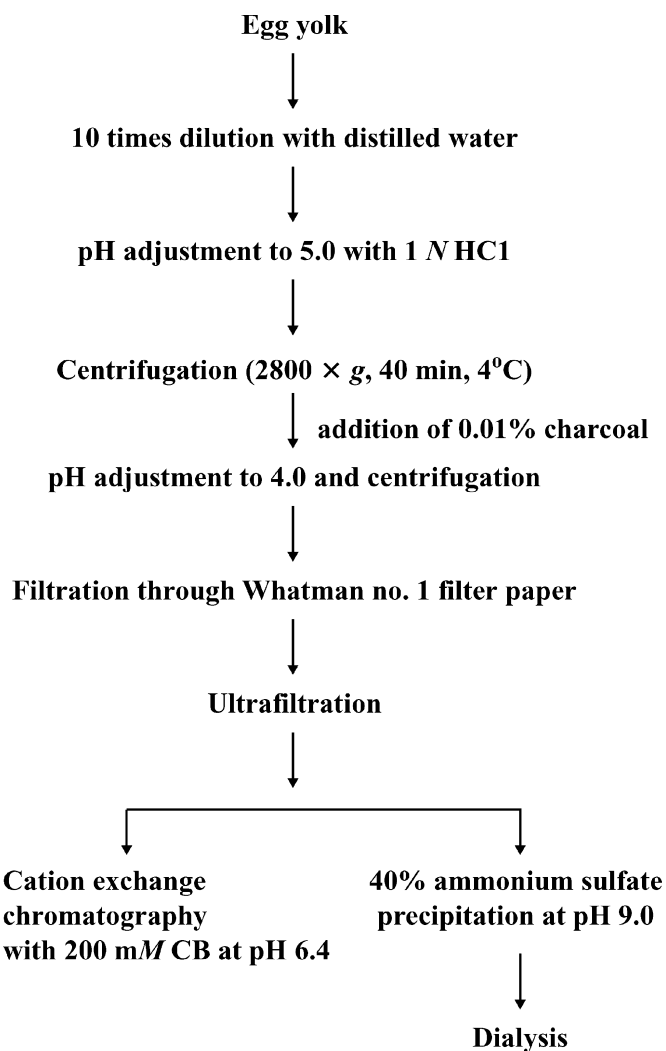 Egg yolk
10 times dilution with distilled water
pH adjustment to 5.0 with 1 N HC1
Centrifugation (2800 × g, 40 min, 4°C)
addition of 0.01% charcoal
pH adjustment to 4.0 and centrifugation
Filtration through Whatman no. 1 filter paper
Ultrafiltration
Cation exchange
chromatography
with 200 mM CB at pH 6.4
40% ammonium sulfate
precipitation at pH 9.0
Dialysis